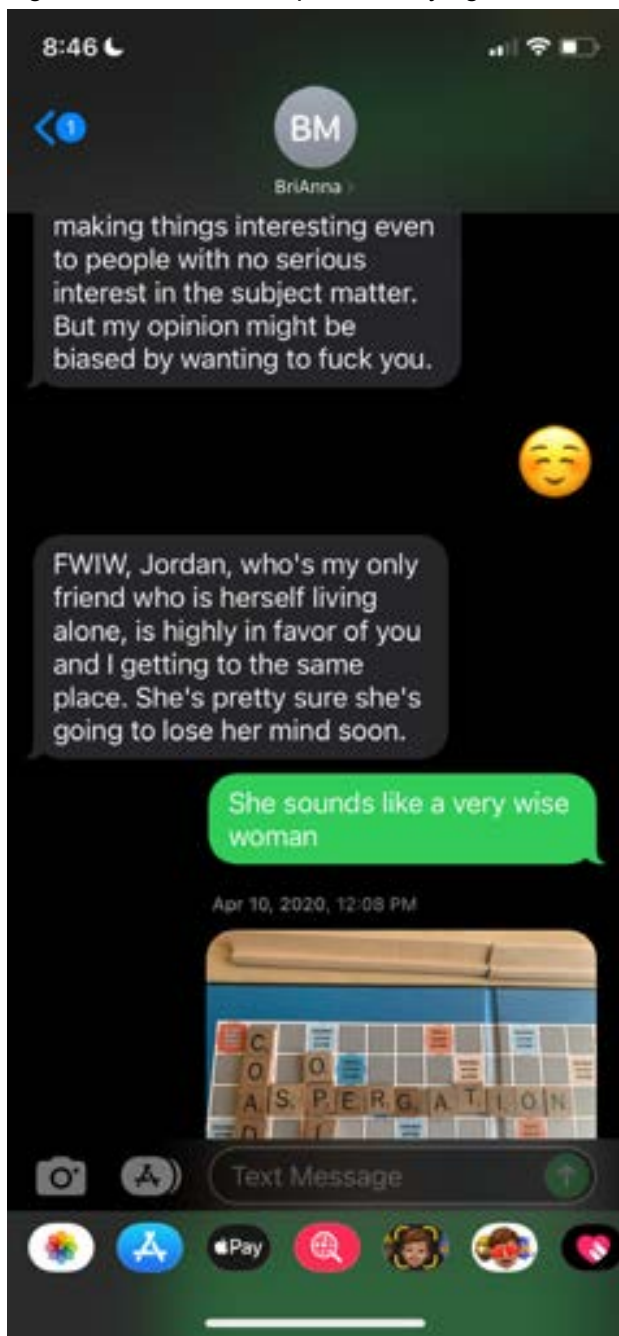 8:46
1
BM
BriAnna
making things interesting even
to people with no serious
interest in the subject matter.
But my opinion might be
biased by wanting to fuck you.
FWIW, Jordan, who's my only
friend who is herself living
alone, is highly in favor of you
and I getting to the same
place. She's pretty sure she's
going to lose her mind soon.
She sounds like a very wise
woman
Apr 10, 2020, 12:08 PM
C
O O
A S P E R G A T I O N
Text Message
Pay